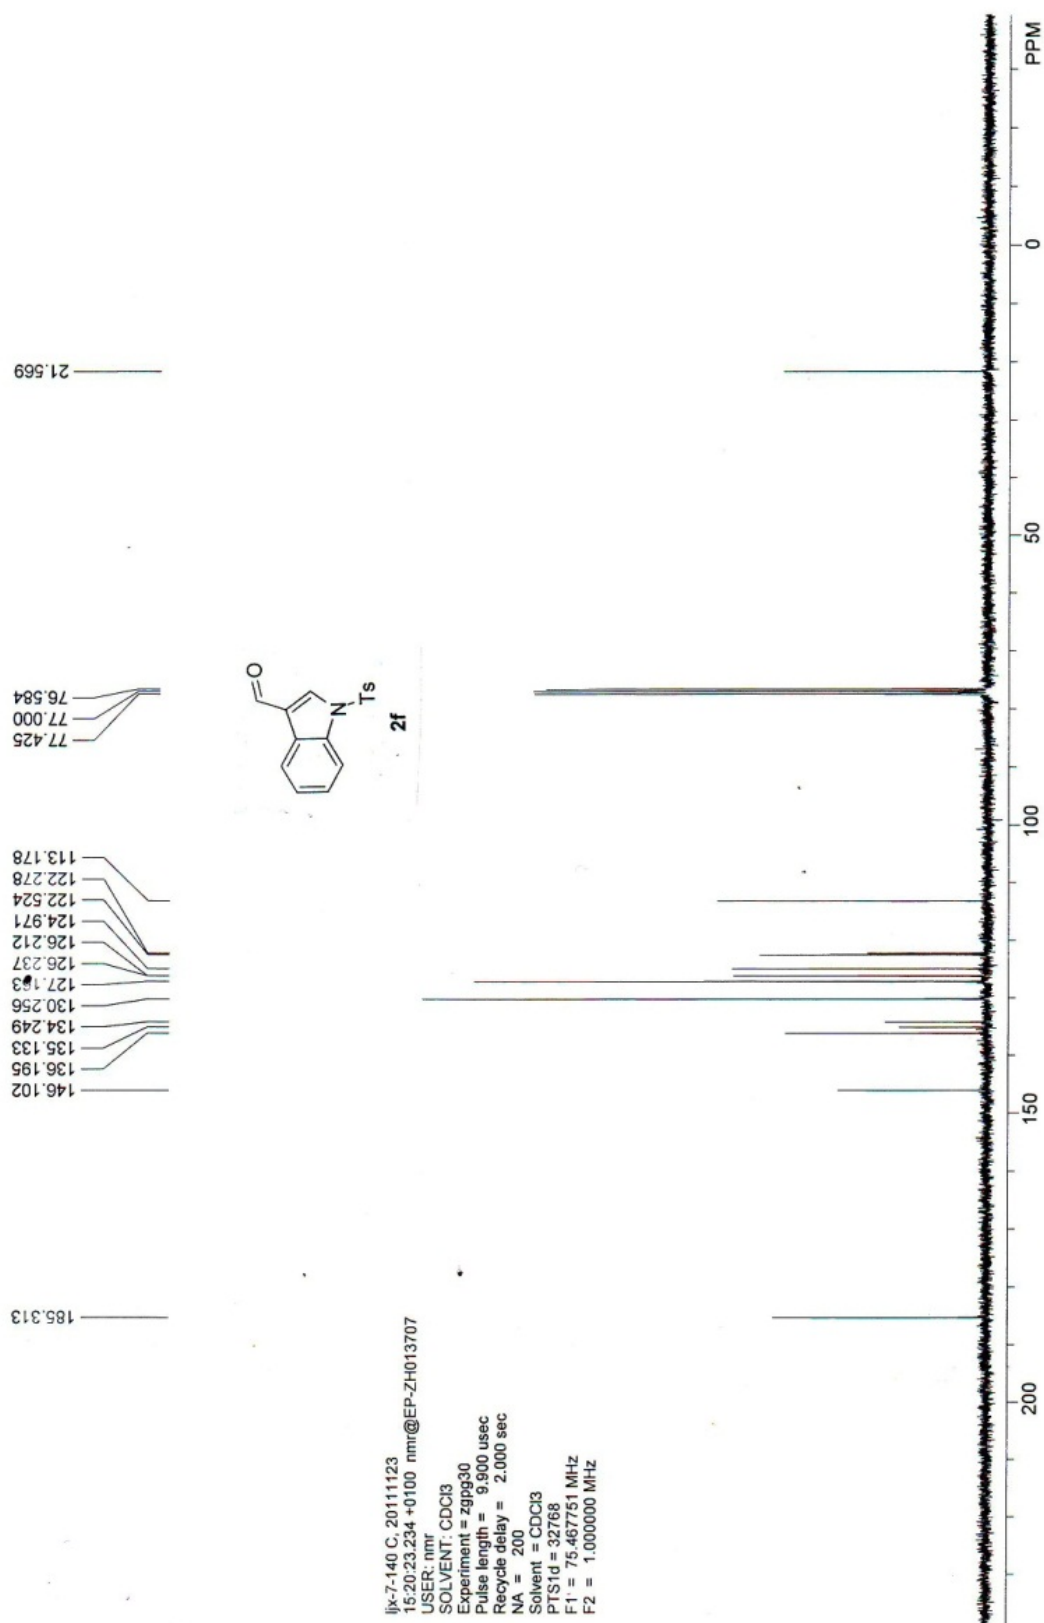 21.569
76.584
77.000
77.425
113.178
122.278
122.524
124.971
126.212
126.237
127.163
130.256
134.249
135.133
136.195
146.102
185.313
O
N
Ts
2f
ljx-7-140 C, 20111123
15:20:23.234 +0100 nmr@EP-ZH013707
USER: nmr
SOLVENT: CDCl3
Experiment = zgpg30
Pulse length = 9.900 usec
Recycle delay = 2.000 sec
NA = 200
Solvent = CDCl3
PTS1d = 32768
F1 = 75.467751 MHz
F2 = 1.000000 MHz
PPM
0
50
100
150
200